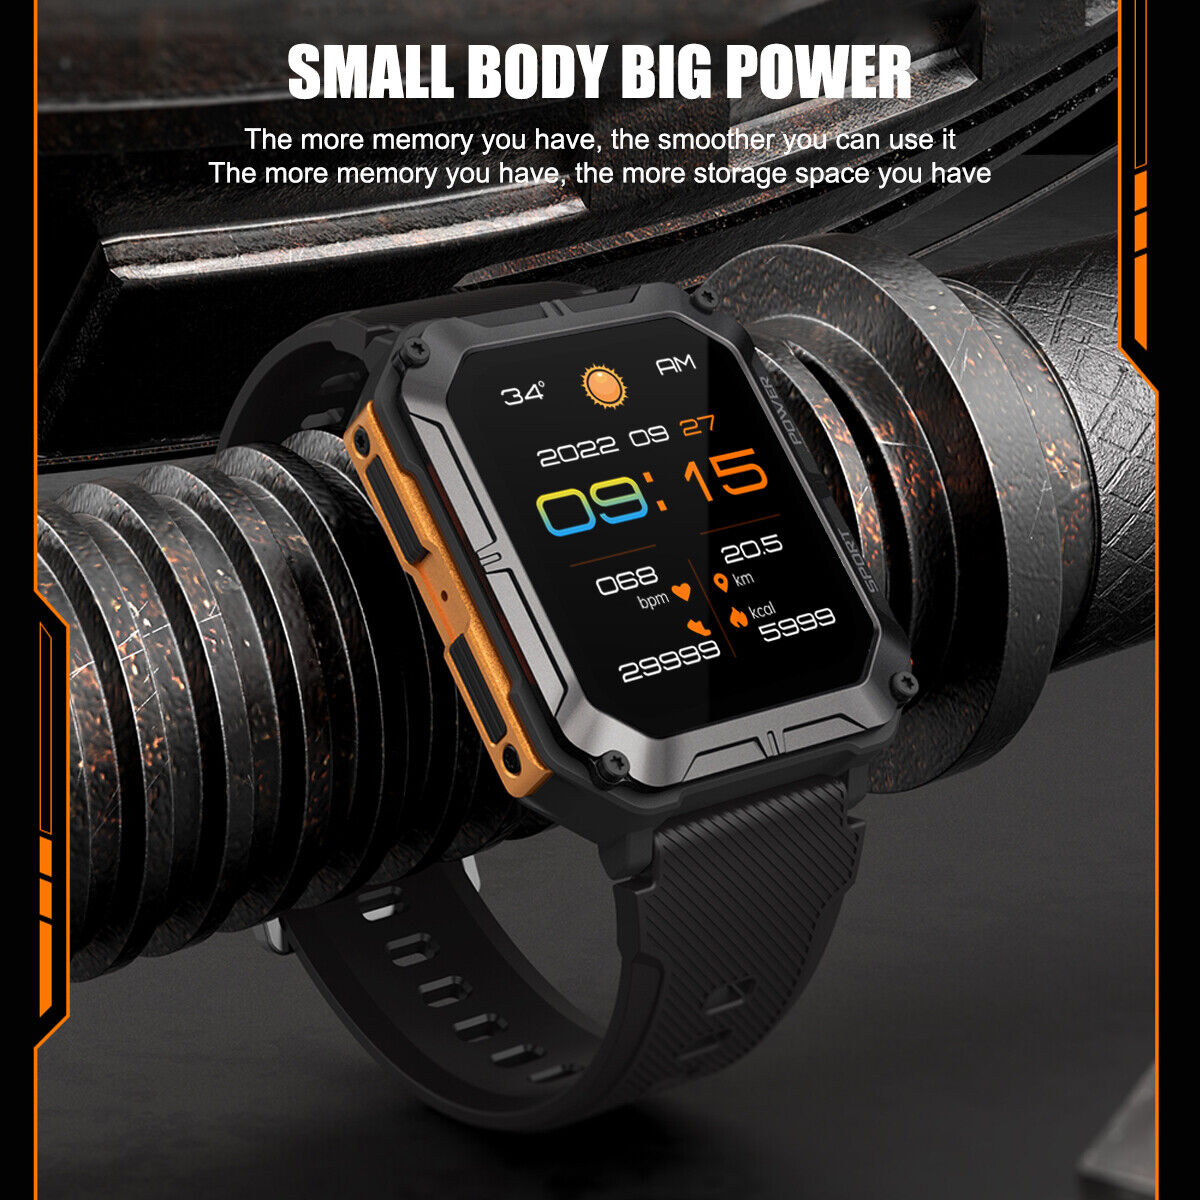 SMALL BODY BIG POWER
The more memory you have, the smoother you can use it
The more memory you have, the more storage space you have
34° AM
2022 09 27
09:15
068 bpm
20.5 km
29999
kcal 5999
POWER
SPORT